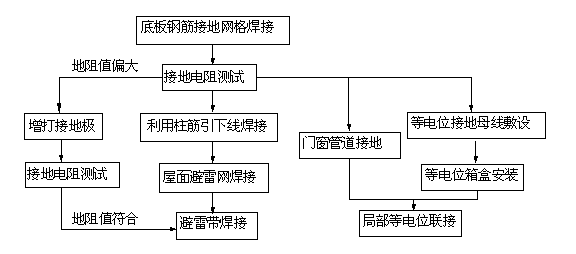 底板钢筋接地网格焊接
地阻值偏大
接地电阻测试
增打接地极
利用柱筋引下线焊接
门窗管道接地
等电位接地母线敷设
接地电阻测试
屋面避雷网焊接
等电位箱盒安装
地阻值符合
避雷带焊接
局部等电位联接